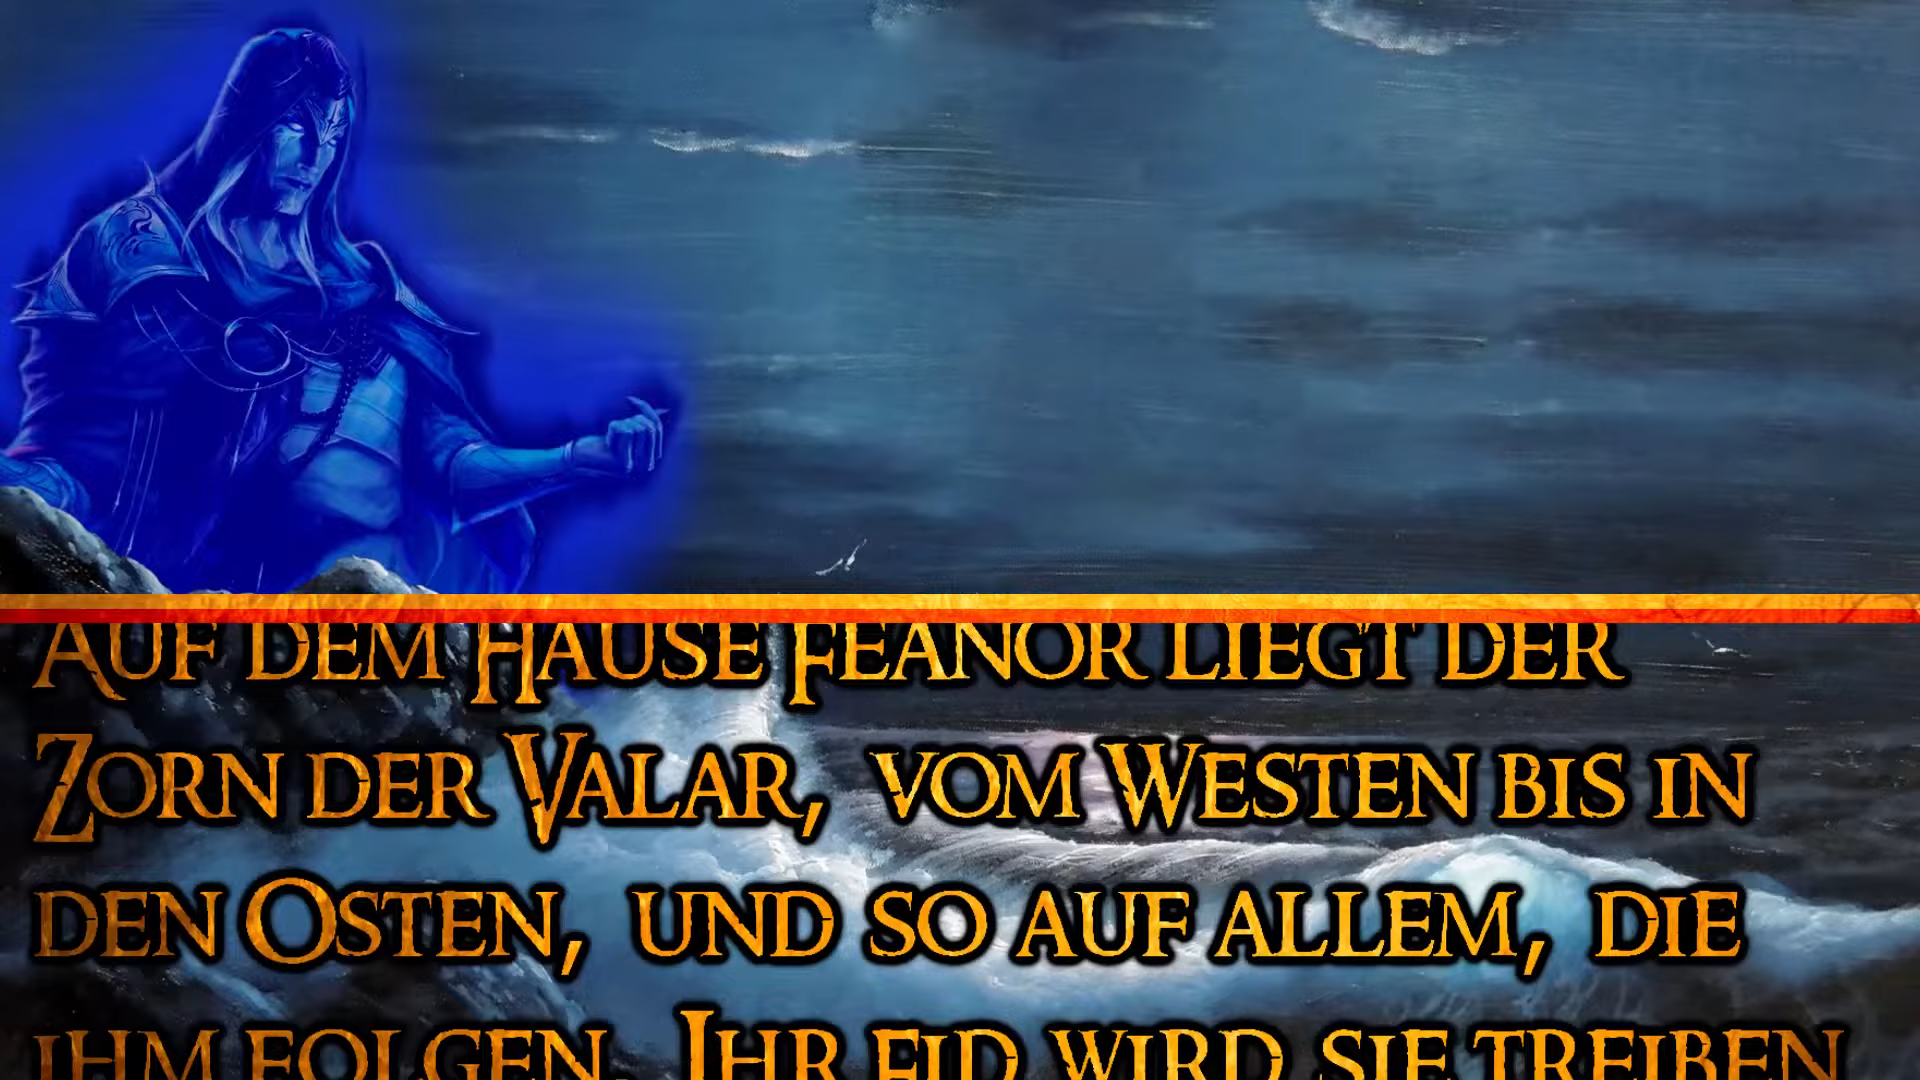 Auf dem Hause Feanor liegt der
Zorn der Valar, vom Westen bis in
den Osten, und so auf allem, die
ihm folgen. Ihr Eid wird sie treiben